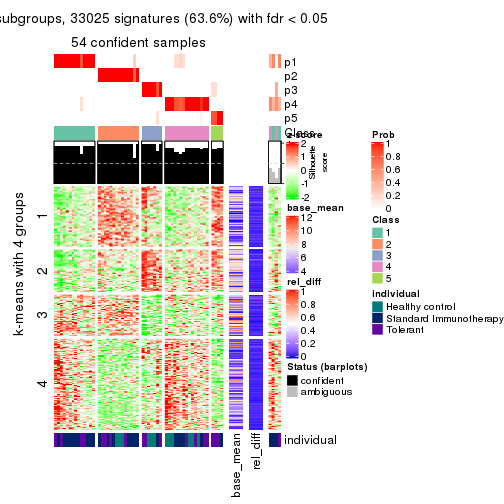 subgroups, 33025 signatures (63.6%) with fdr < 0.05
54 confident samples
p1
p2
p3
p4
p5
Class
Silhouette
score
k-means with 4 groups
1
2
3
4
individual
base_mean
rel_diff
z-score
2
1
0
-1
-2
base_mean
12
10
8
6
4
rel_diff
1
0.8
0.6
0.4
0.2
0
Status (barplots)
confident
ambiguous
Prob
1
0.8
0.6
0.4
0.2
0
Class
1
2
3
4
5
individual
Healthy control
Standard Immunotherapy
Tolerant